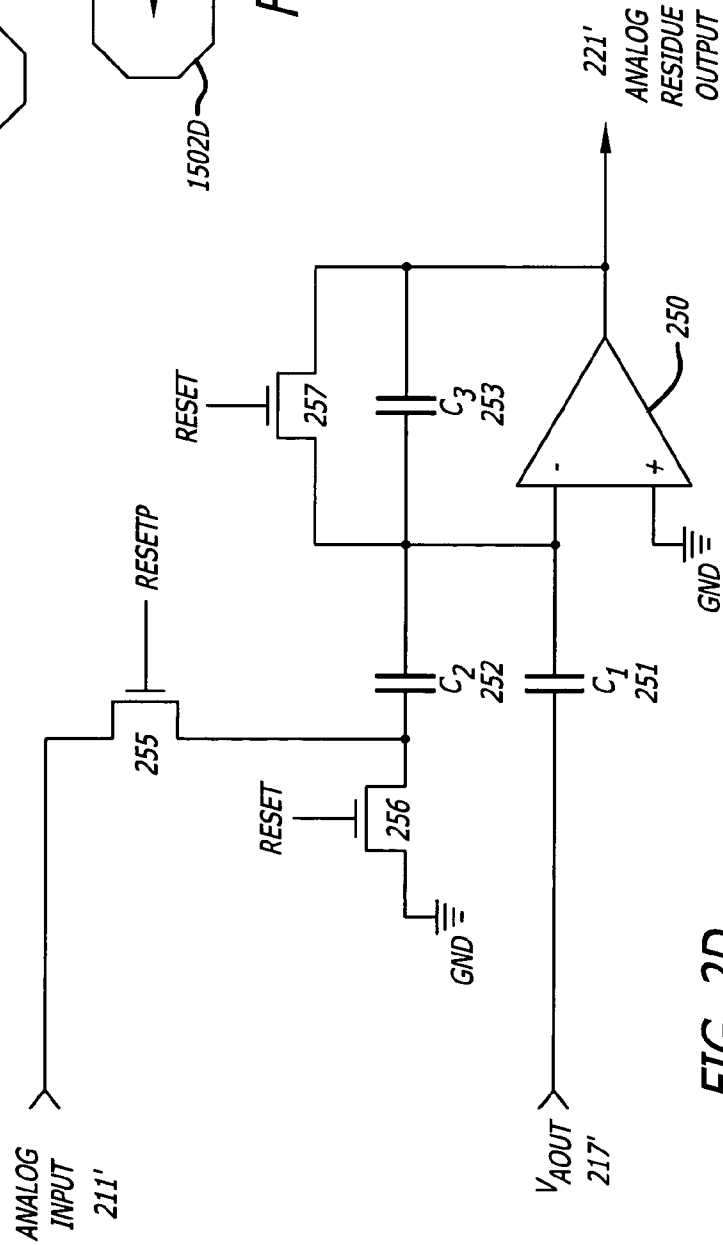 1502D
F
ANALOG
INPUT
211'
RESETP
255
RESET
256
GND
RESET
257
C2
252
C3
253
VAOUT
217'
C1
251
-
+
GND
250
221'
ANALOG
RESIDUE
OUTPUT
FIG. 2D